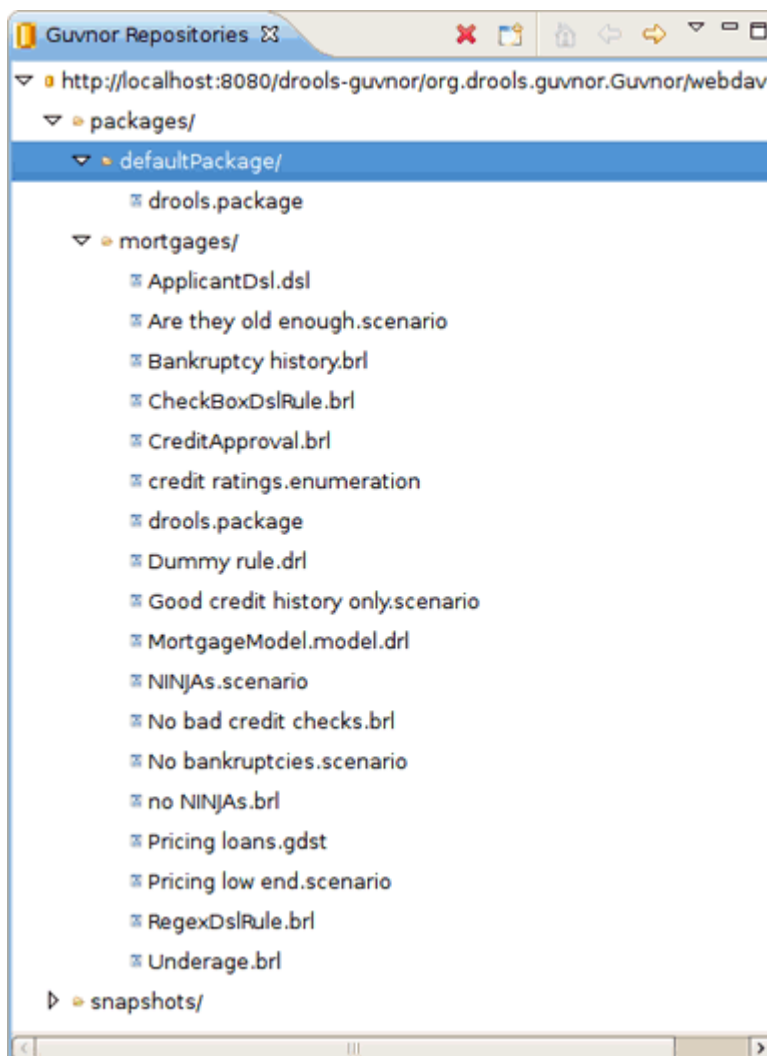 Guvnor Repositories
http://localhost:8080/drools-guvnor/org.drools.guvnor.Guvnor/webdav
packages/
defaultPackage/
drools.package
mortgages/
ApplicantDsl.dsl
Are they old enough.scenario
Bankruptcy history.brl
CheckBoxDslRule.brl
CreditApproval.brl
credit ratings.enumeration
drools.package
Dummy rule.drl
Good credit history only.scenario
MortgageModel.model.drl
NINJAs.scenario
No bad credit checks.brl
No bankruptcies.scenario
no NINJAs.brl
Pricing loans.gdst
Pricing low end.scenario
RegexDslRule.brl
Underage.brl
snapshots/